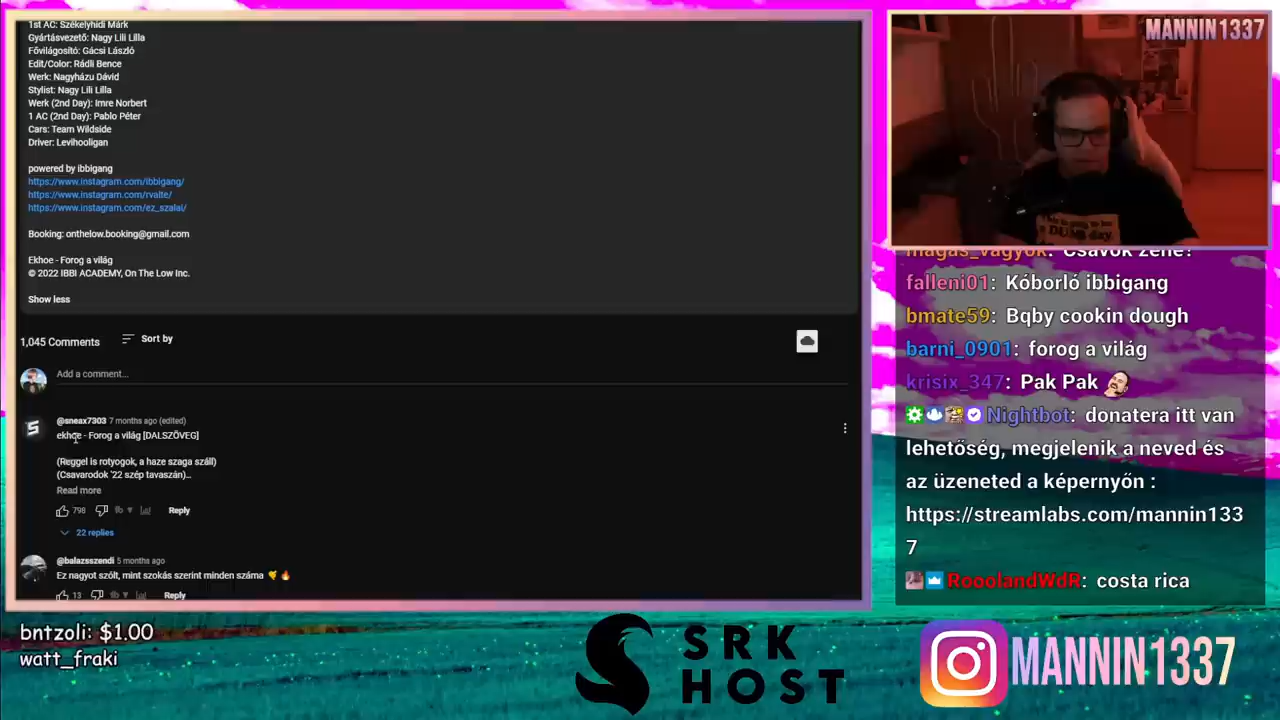 1st AC: Székelyhidi Márk
Gyártásvezető: Nagy Lili Lilla
Fővilágosító: Gácsi László
Edit/Color: Rádli Bence
Werk: Nagyházu Dávid
Stylist: Nagy Lili Lilla
Werk (2nd Day): Imre Norbert
1 AC (2nd Day): Pablo Péter
Cars: Team Wildside
Driver: Levihooligan
powered by ibbigang
https://www.instagram.com/ibbigang/
https://www.instagram.com/rvalte/
https://www.instagram.com/ez_szalai/
Booking: onthelow.booking@gmail.com
Ekhoe - Forog a világ
© 2022 IBBI ACADEMY, On The Low Inc.
Show less
1,045 Comments
Sort by
Add a comment...
@sneax7303 7 months ago (edited)
ekhoe - Forog a világ [DALSZÖVEG]
(Reggel is rotyogok, a haze szaga száll)
(Csavarodok '22 szép tavaszán)...
Read more
798
Reply
22 replies
@balazsszendi 5 months ago
Ez nagyot szólt, mint szokás szerint minden száma
13
Reply
MANNIN1337
magas_vagyok: Csávók zene?
falleni01: Kóborló ibbigang
bmate59: Bqby cookin dough
barni_0901: forog a világ
krisix_347: Pak Pak
Nightbot: donatera itt van
lehetőség, megjelenik a neved és
az üzeneted a képernyőn :
https://streamlabs.com/mannin133
7
RooolandWdR: costa rica
bntzoli: $1.00
watt_fraki
SRK
HOST
MANNIN1337